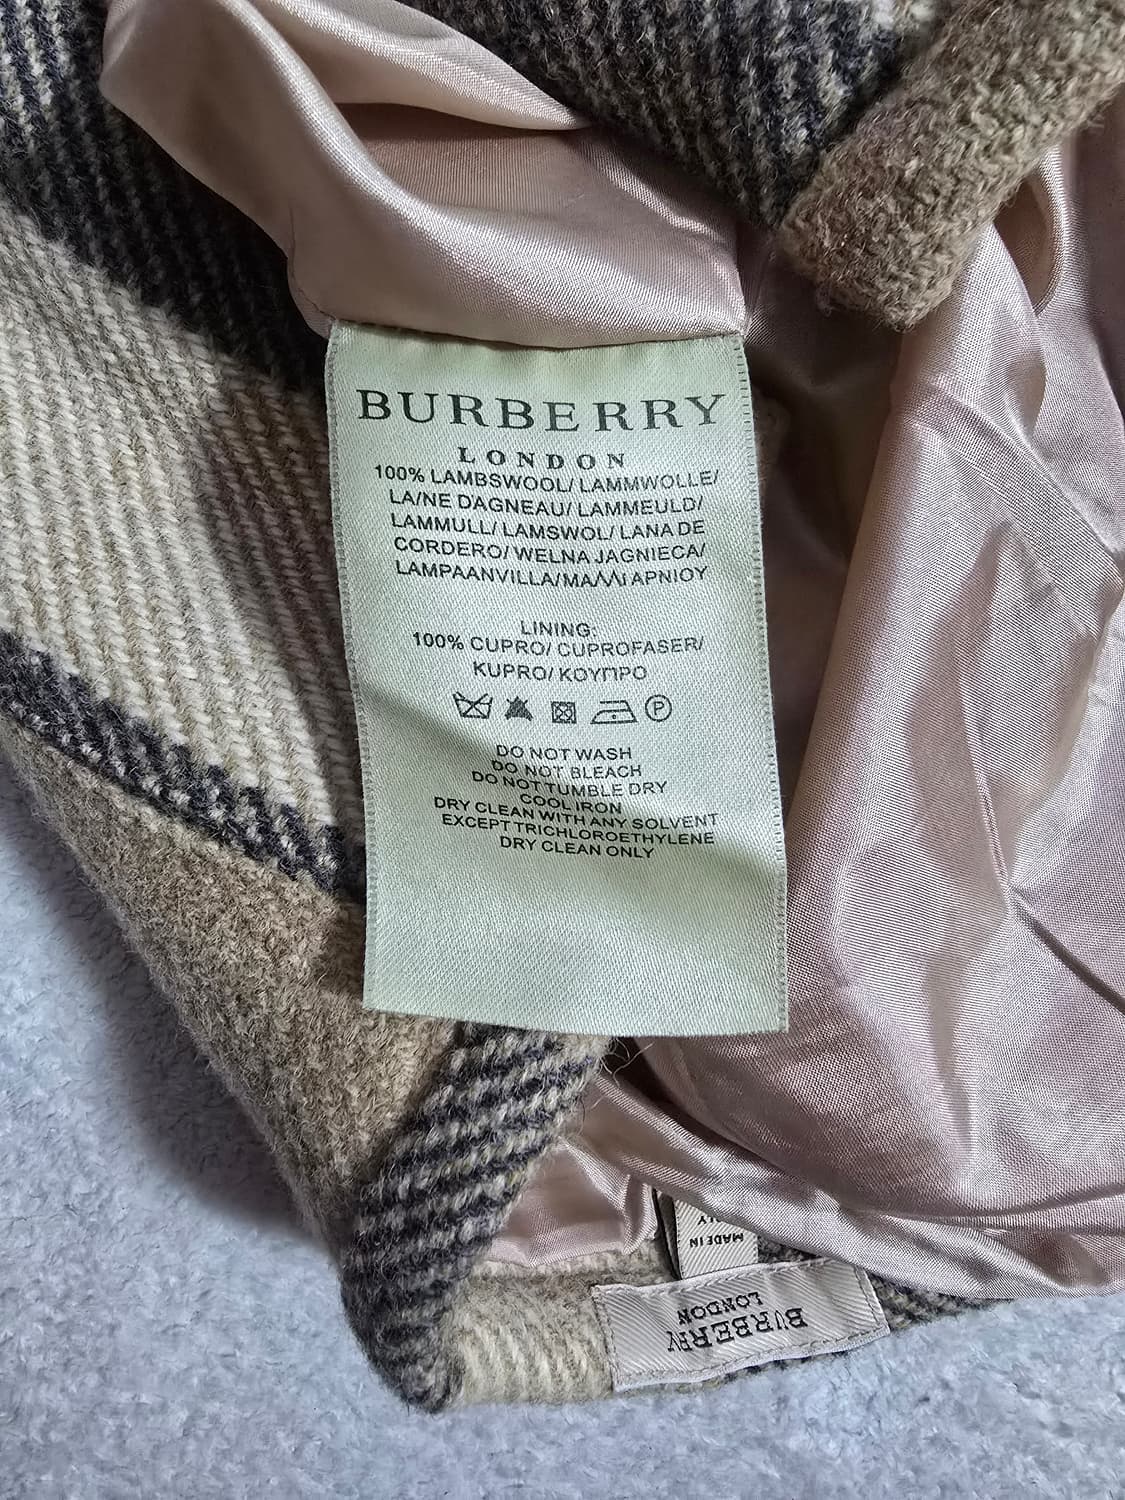 BURBERRY
LONDON
100% LAMBSWOOL/ LAMMWOLLE/
LA/NE DAGNEAU/ LAMMEULD/
LAMMULL/ LAMSWOL/ LANA DE
CORDERO/ WELNA JAGNIECA/
LAMPAANVILLA/ΜΑΛΛΙ ΑΡΝΙΟΥ
LINING:
100% CUPRO/ CUPROFASER/
KUPRO/ ΚΟΥΠΡΟ
P
DO NOT WASH
DO NOT BLEACH
DO NOT TUMBLE DRY
COOL IRON
DRY CLEAN WITH ANY SOLVENT
EXCEPT TRICHLOROETHYLENE
DRY CLEAN ONLY
MADE IN
BURBERRY
LONDON